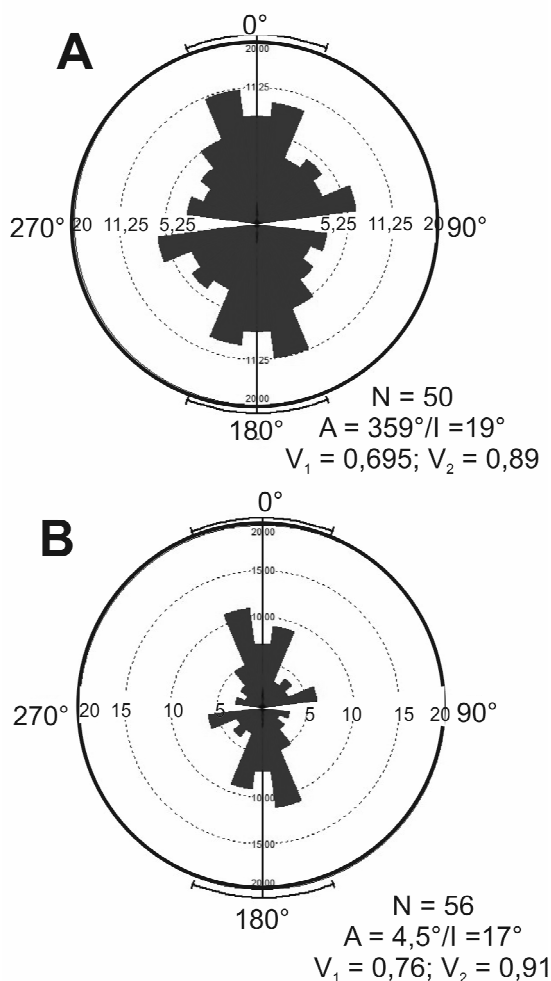 A
0°
20.00
11.25
270° 20 11,25 5,25 5,25 11,25 20 90°
11.25
20.00
180°
N = 50
A = 359°/I =19°
V1 = 0,695; V2 = 0,89
B
0°
20.00
15.00
10.00
270° 20 15 10 5 5 10 15 20 90°
10.00
15.00
20.00
180°
N = 56
A = 4,5°/I =17°
V1 = 0,76; V2 = 0,91